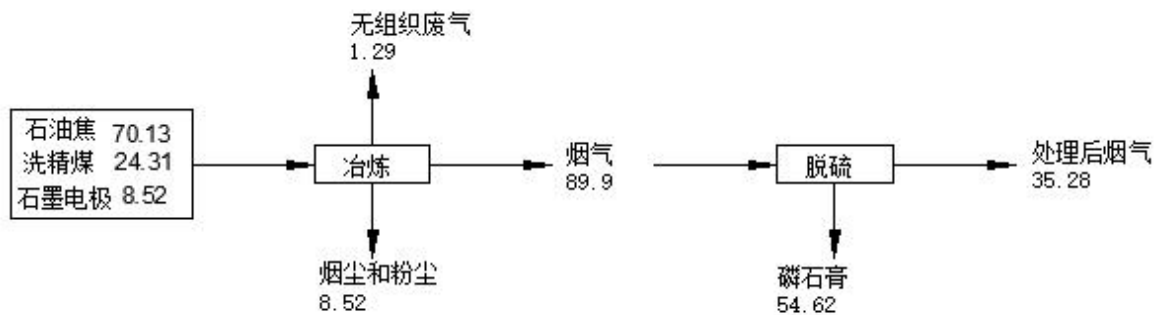 无组织废气
1.29
石油焦 70.13
洗精煤 24.31
石墨电极 8.52
冶炼
烟气
89.9
脱硫
处理后烟气
35.28
烟尘和粉尘
8.52
磷石膏
54.62